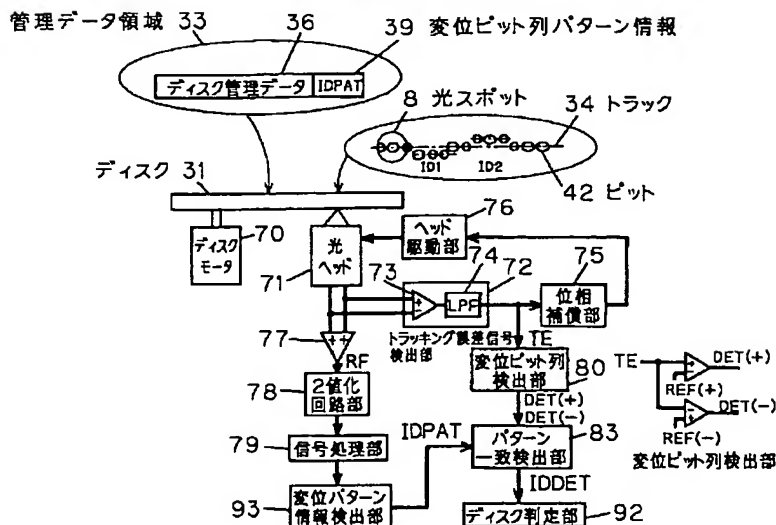 管理データ領域 33
36
39 変位ピット列パターン情報
ディスク管理データ IDPAT
8 光スポット
34 トラック
ID1 ID2
42 ピット
ディスク 31
70
ディスク
モータ
71
光
ヘッド
76
ヘッド
駆動部
73
74
72
LPF
75
位相
補償部
トラッキング誤差信号
検出部
TE
77
RF
78
2値化
回路部
79
信号処理部
93
変位パターン
情報検出部
IDPAT
変位ピット列
検出部
80
DET(+)
DET(-)
パターン
一致検出部
83
IDDET
ディスク判定部
92
TE
DET(+)
REF(+)
DET(-)
REF(-)
変位ピット列検出部